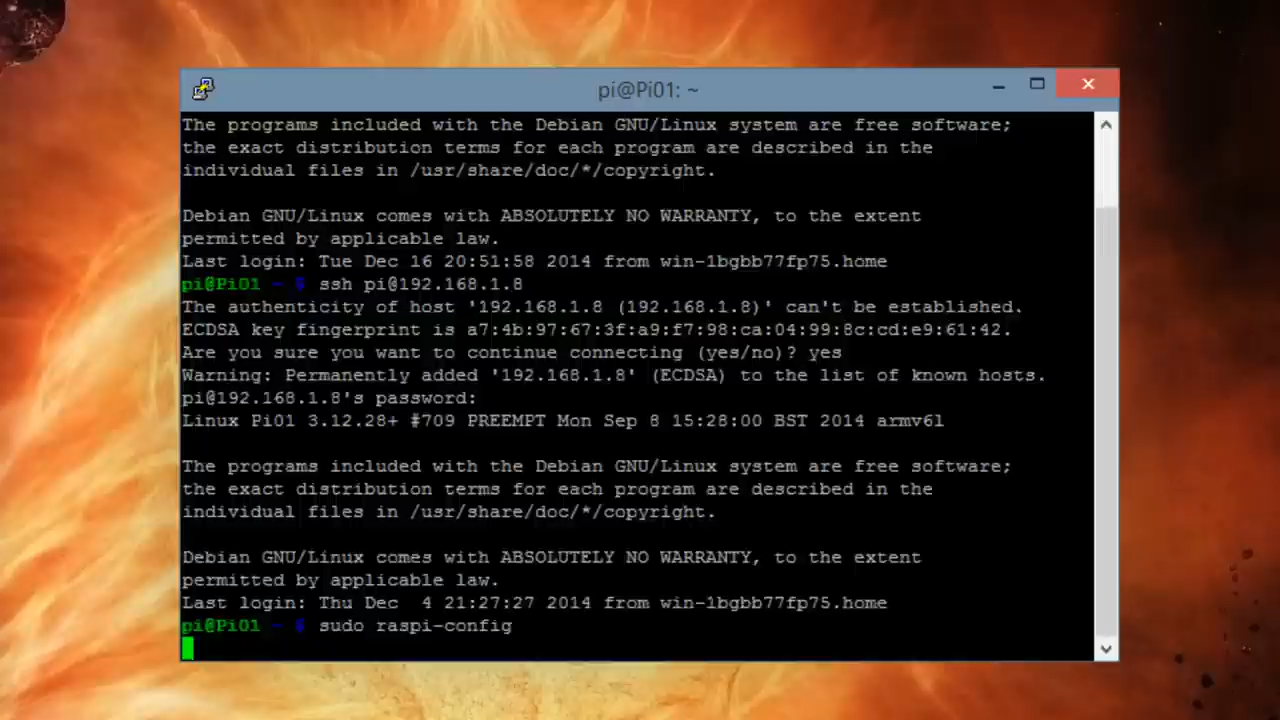 pi@Pi01: ~
The programs included with the Debian GNU/Linux system are free software;
the exact distribution terms for each program are described in the
individual files in /usr/share/doc/*/copyright.
Debian GNU/Linux comes with ABSOLUTELY NO WARRANTY, to the extent
permitted by applicable law.
Last login: Tue Dec 16 20:51:58 2014 from win-1bgbb77fp75.home
pi@Pi01 ~ $ ssh pi@192.168.1.8
The authenticity of host '192.168.1.8 (192.168.1.8)' can't be established.
ECDSA key fingerprint is a7:4b:97:67:3f:a9:f7:98:ca:04:99:8c:cd:e9:61:42.
Are you sure you want to continue connecting (yes/no)? yes
Warning: Permanently added '192.168.1.8' (ECDSA) to the list of known hosts.
pi@192.168.1.8's password:
Linux Pi01 3.12.28+ #709 PREEMPT Mon Sep 8 15:28:00 BST 2014 armv6l
The programs included with the Debian GNU/Linux system are free software;
the exact distribution terms for each program are described in the
individual files in /usr/share/doc/*/copyright.
Debian GNU/Linux comes with ABSOLUTELY NO WARRANTY, to the extent
permitted by applicable law.
Last login: Thu Dec  4 21:27:27 2014 from win-1bgbb77fp75.home
pi@Pi01 ~ $ sudo raspi-config